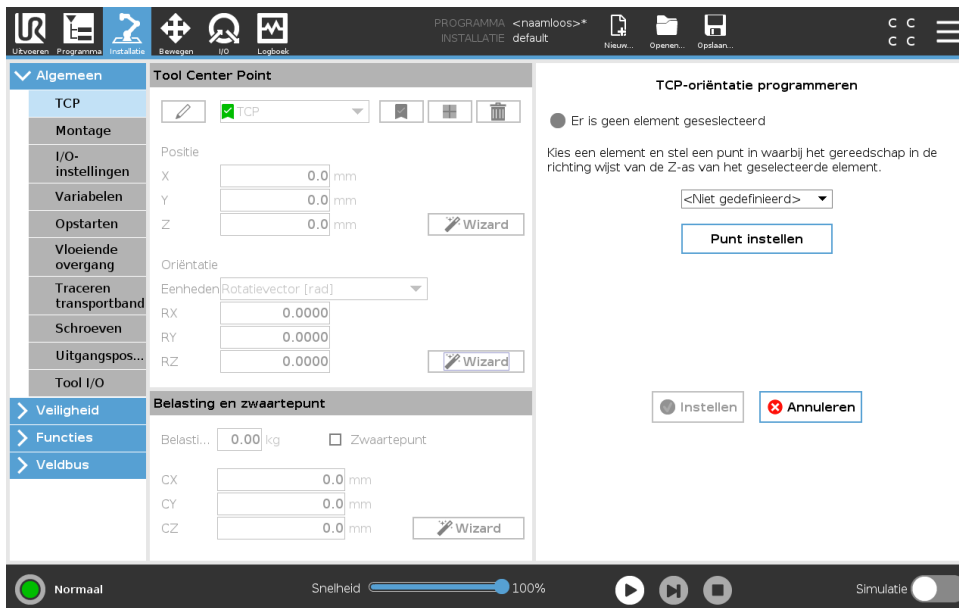 UR
Uitvoeren
Programma
Installatie
Bewegen
I/O
Logboek
PROGRAMMA <naamloos>*
INSTALLATIE default
Nieuw...
Openen...
Opslaan...
C C
C C
Algemeen
TCP
Montage
I/O-
instellingen
Variabelen
Opstarten
Vloeiende
overgang
Traceren
transportband
Schroeven
Uitgangspos...
Tool I/O
Veiligheid
Functies
Veldbus
Tool Center Point
TCP
Positie
X 0.0 mm
Y 0.0 mm
Z 0.0 mm
Wizard
Oriëntatie
Eenheden Rotatievector [rad]
RX 0.0000
RY 0.0000
RZ 0.0000
Wizard
Belasting en zwaartepunt
Belasti... 0.00 kg Zwaartepunt
CX 0.0 mm
CY 0.0 mm
CZ 0.0 mm
Wizard
TCP-oriëntatie programmeren
Er is geen element geseslecteerd
Kies een element en stel een punt in waarbij het gereedschap in de
richting wijst van de Z-as van het geselecteerde element.
<Niet gedefinieerd>
Punt instellen
Instellen
Annuleren
Normaal
Snelheid 100%
Simulatie